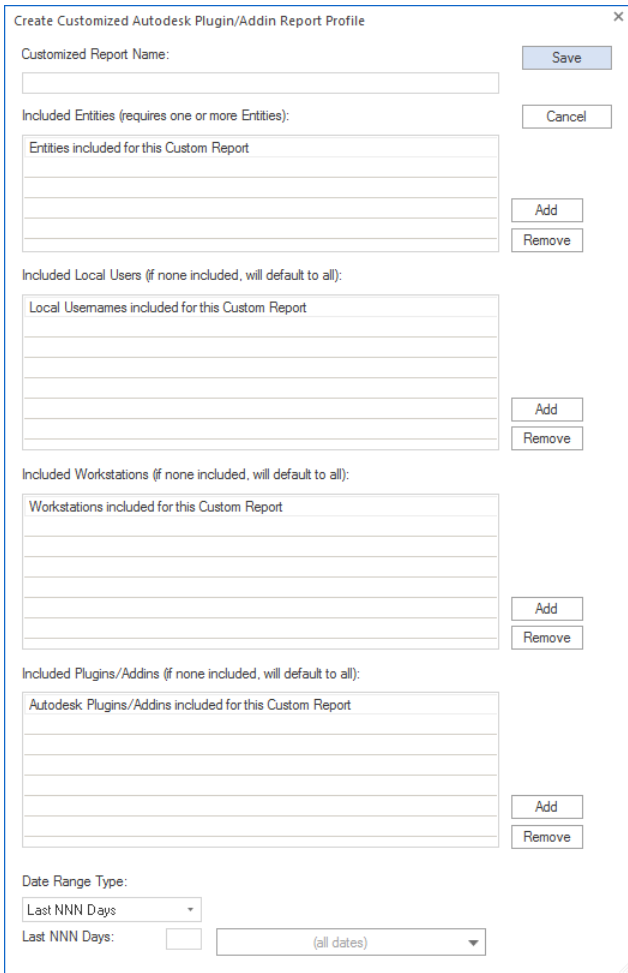 Create Customized Autodesk Plugin/Addin Report Profile
Customized Report Name:
Save
Included Entities (requires one or more Entities):
Cancel
Entities included for this Custom Report
Add
Remove
Included Local Users (if none included, will default to all):
Local Usernames included for this Custom Report
Add
Remove
Included Workstations (if none included, will default to all):
Workstations included for this Custom Report
Add
Remove
Included Plugins/Addins (if none included, will default to all):
Autodesk Plugins/Addins included for this Custom Report
Add
Remove
Date Range Type:
Last NNN Days
Last NNN Days:
(all dates)